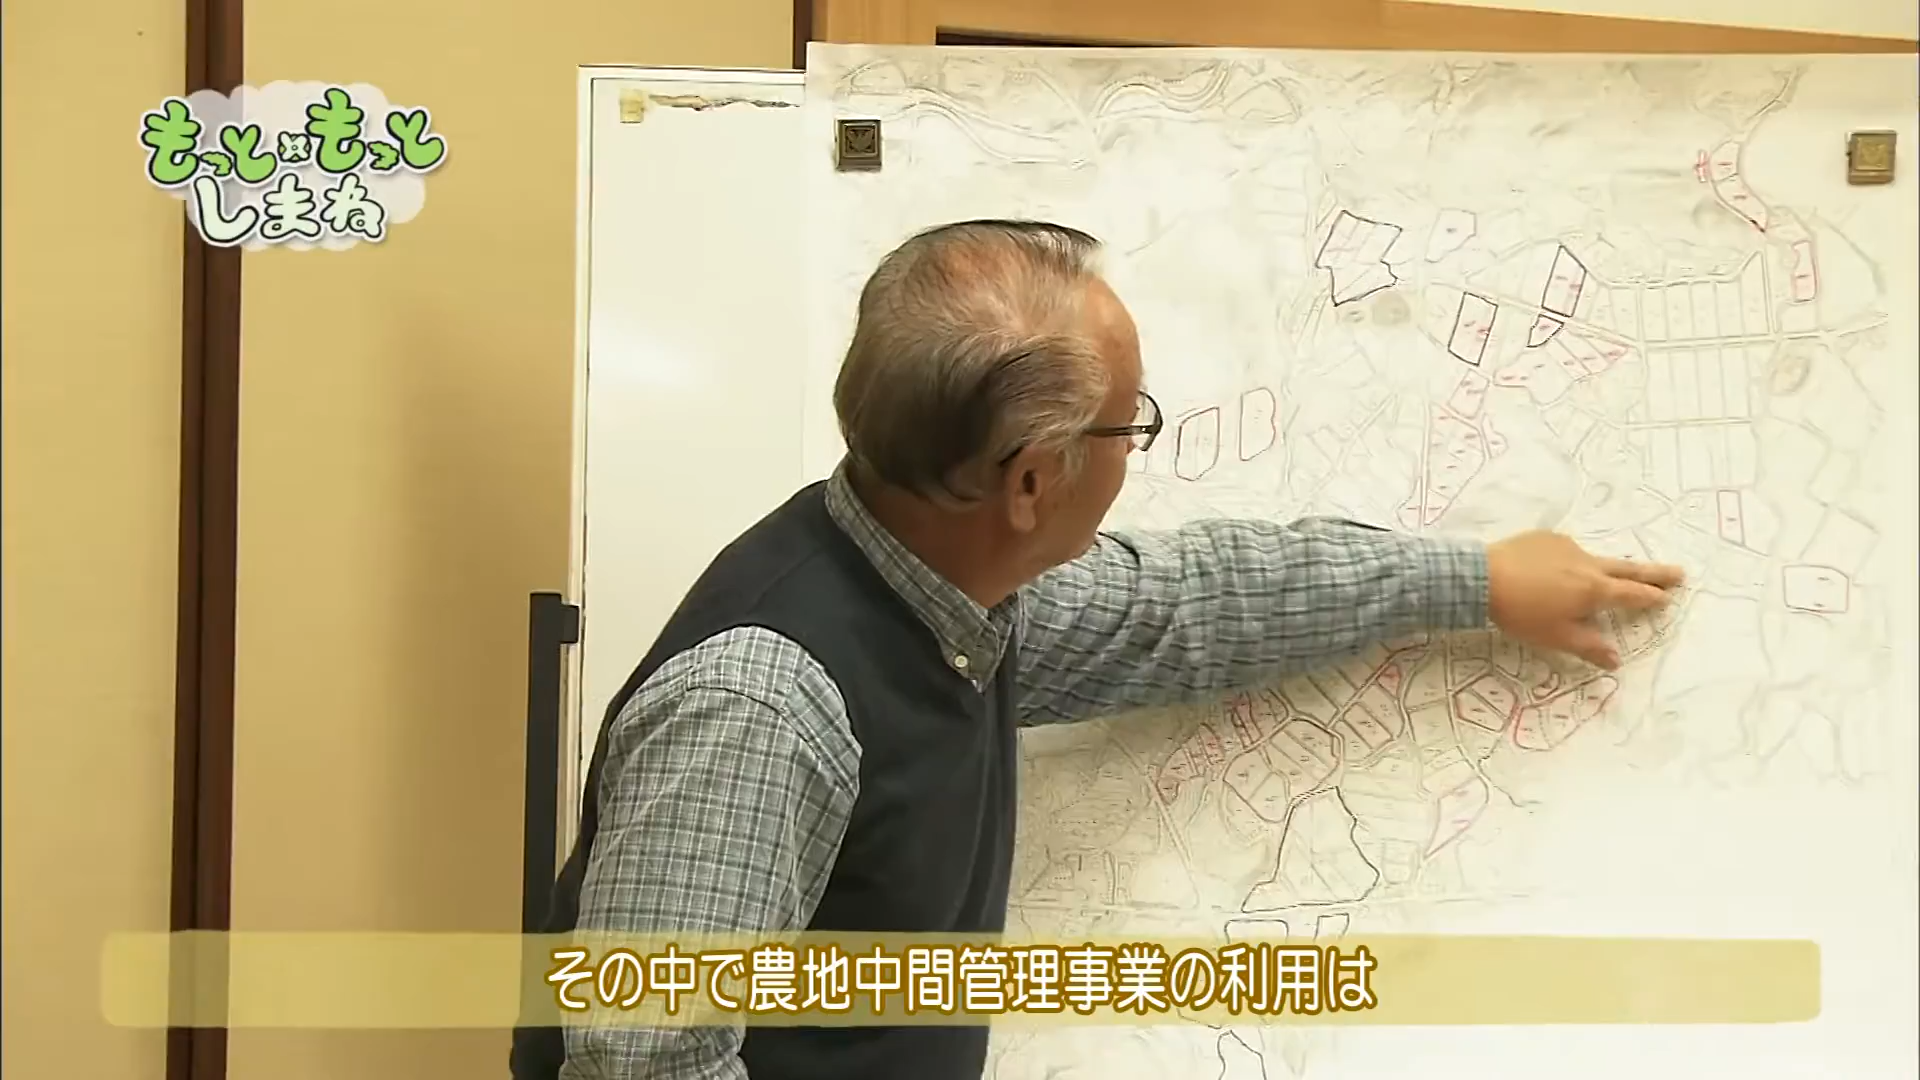 もっと×もっと
しまね
その中で農地中間管理事業の利用は